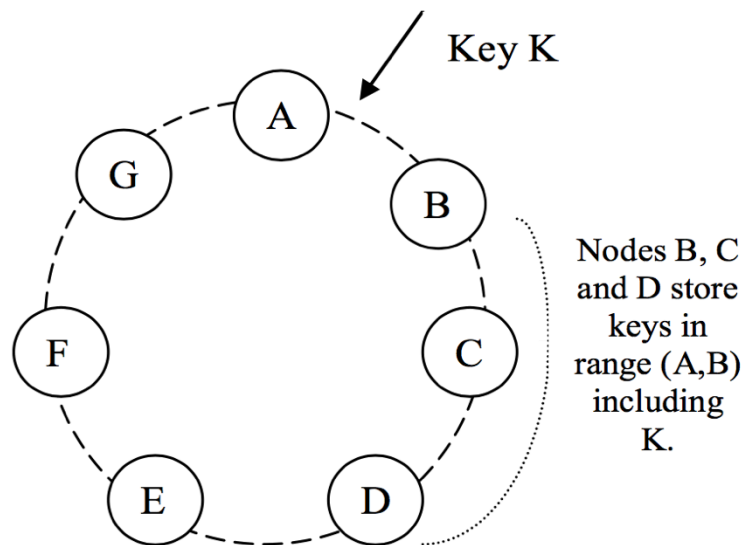 Key K
A
G
B
Nodes B, C
and D store
keys in
range (A,B)
including
K.
F
C
E
D